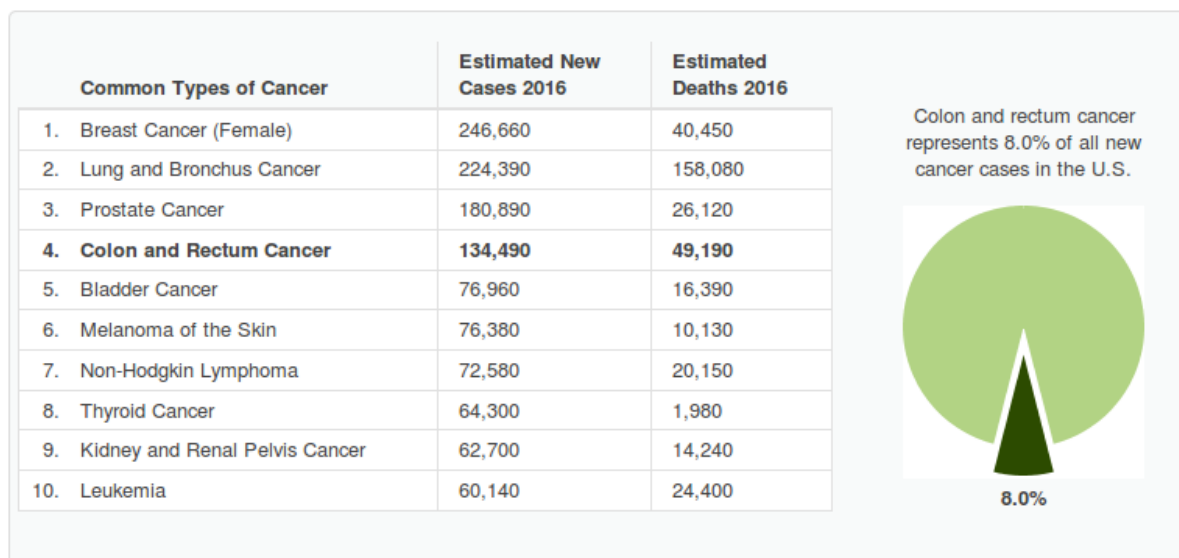 Common Types of Cancer Estimated New Cases 2016 Estimated Deaths 2016
1. Breast Cancer (Female) 246,660 40,450
2. Lung and Bronchus Cancer 224,390 158,080
3. Prostate Cancer 180,890 26,120
4. Colon and Rectum Cancer 134,490 49,190
5. Bladder Cancer 76,960 16,390
6. Melanoma of the Skin 76,380 10,130
7. Non-Hodgkin Lymphoma 72,580 20,150
8. Thyroid Cancer 64,300 1,980
9. Kidney and Renal Pelvis Cancer 62,700 14,240
10. Leukemia 60,140 24,400
Colon and rectum cancer
represents 8.0% of all new
cancer cases in the U.S.
8.0%